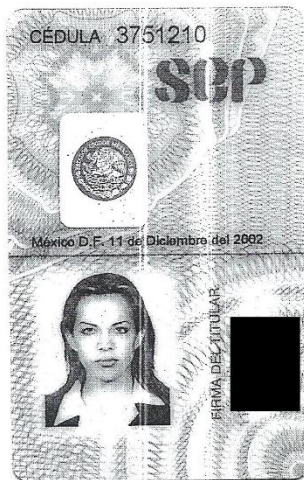 CÉDULA 3751210
SEP
México D.F. 11 de Diciembre del 2002
FIRMA DEL TITULAR